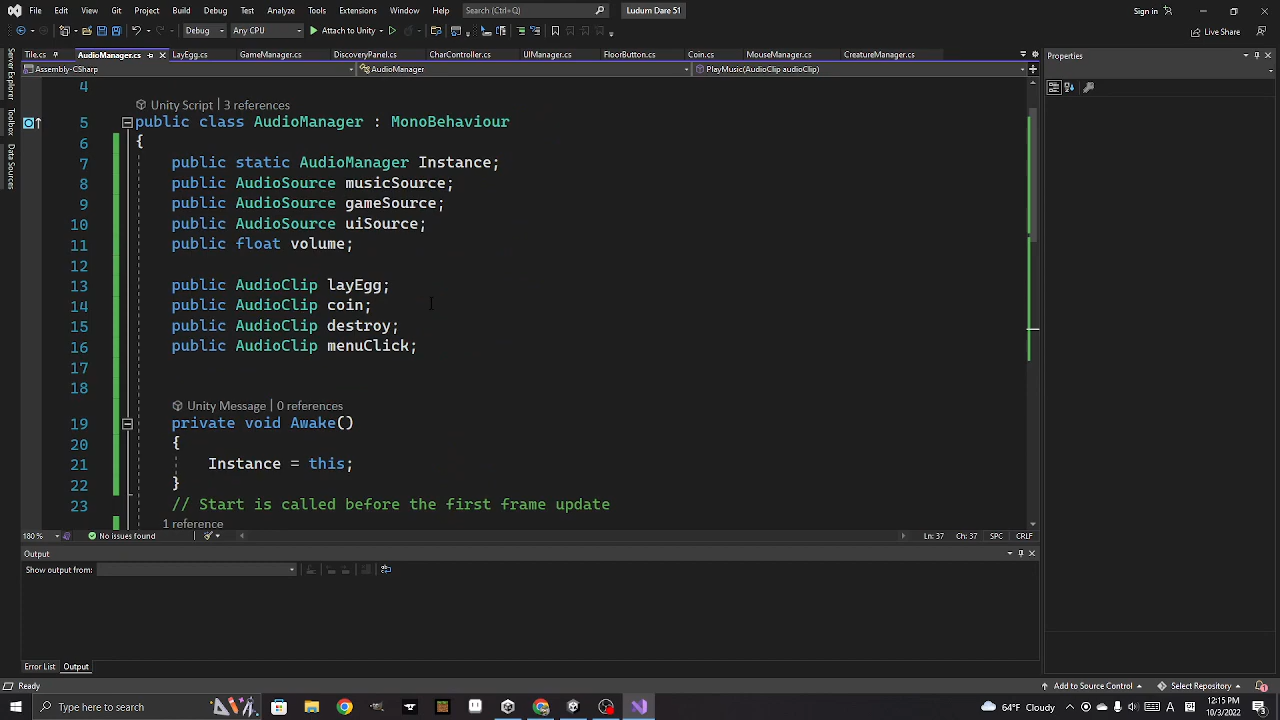 File Edit View Git Project Build Debug Test Analyze Tools Extensions Window Help Search (Ctrl+Q) Ludum Dare 51 Sign in
Debug Any CPU Attach to Unity Live Share
Tile.cs AudioManager.cs LayEgg.cs GameManager.cs DiscoveryPanel.cs CharController.cs UIManager.cs FloorButton.cs Coin.cs MouseManager.cs CreatureManager.cs Properties
Assembly-CSharp AudioManager PlayMusic(AudioClip audioClip)
Server Explorer
Toolbox
Data Sources
4
Unity Script | 3 references
5 public class AudioManager : MonoBehaviour
6 {
7 public static AudioManager Instance;
8 public AudioSource musicSource;
9 public AudioSource gameSource;
10 public AudioSource uiSource;
11 public float volume;
12
13 public AudioClip layEgg;
14 public AudioClip coin;
15 public AudioClip destroy;
16 public AudioClip menuClick;
17
18
Unity Message | 0 references
19 private void Awake()
20 {
21 Instance = this;
22 }
23 // Start is called before the first frame update
1 reference
180 % No issues found Ln: 37 Ch: 37 SPC CRLF
Output
Show output from:
Error List Output
Ready Add to Source Control Select Repository 1
Type here to search 64°F Cloudy 12:15 PM
10/3/2022